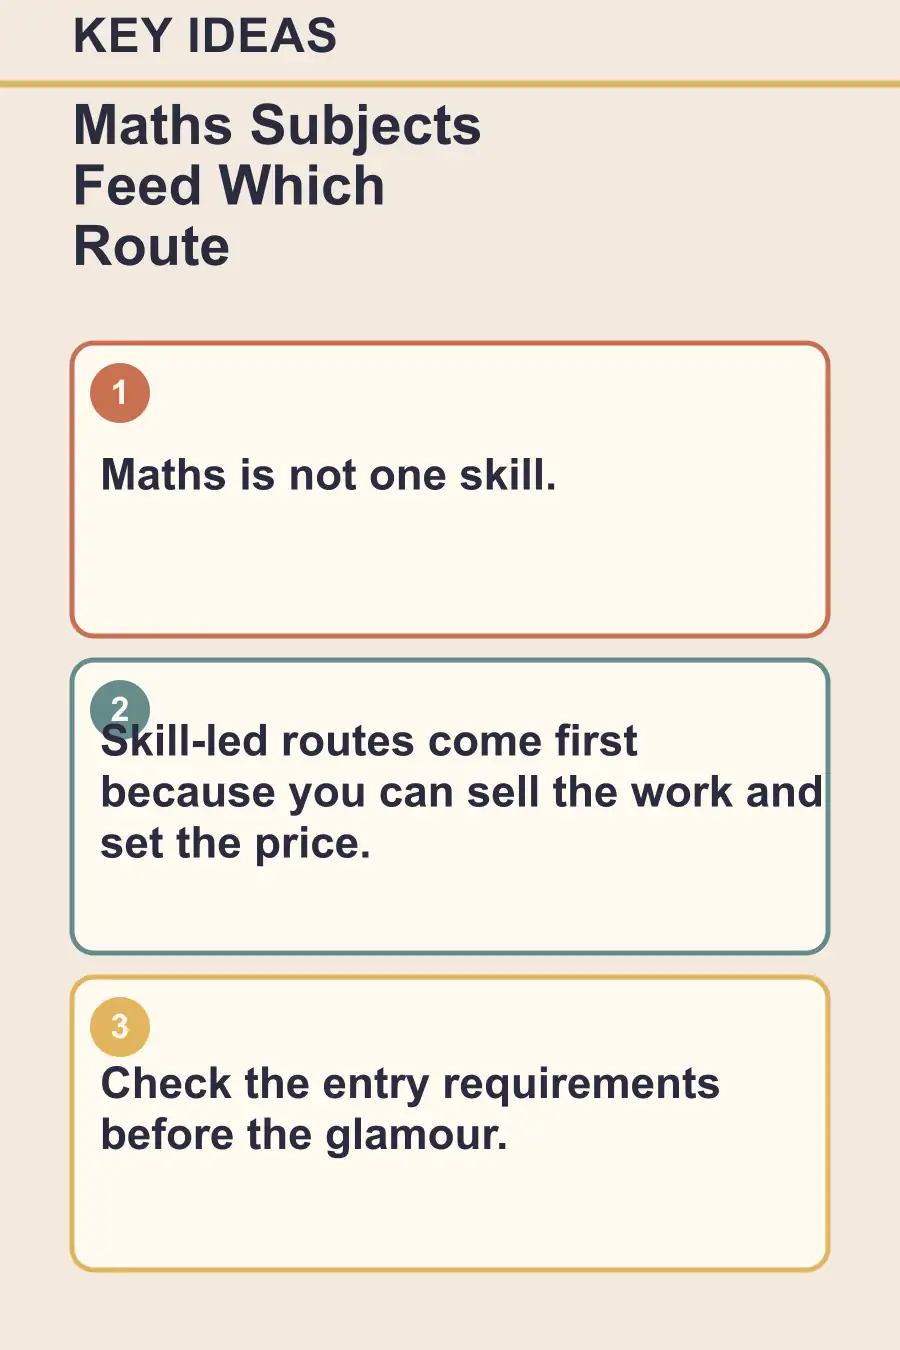 KEY IDEAS
Maths Subjects
Feed Which
Route
1
Maths is not one skill.
2
Skill-led routes come first
because you can sell the work and
set the price.
3
Check the entry requirements
before the glamour.